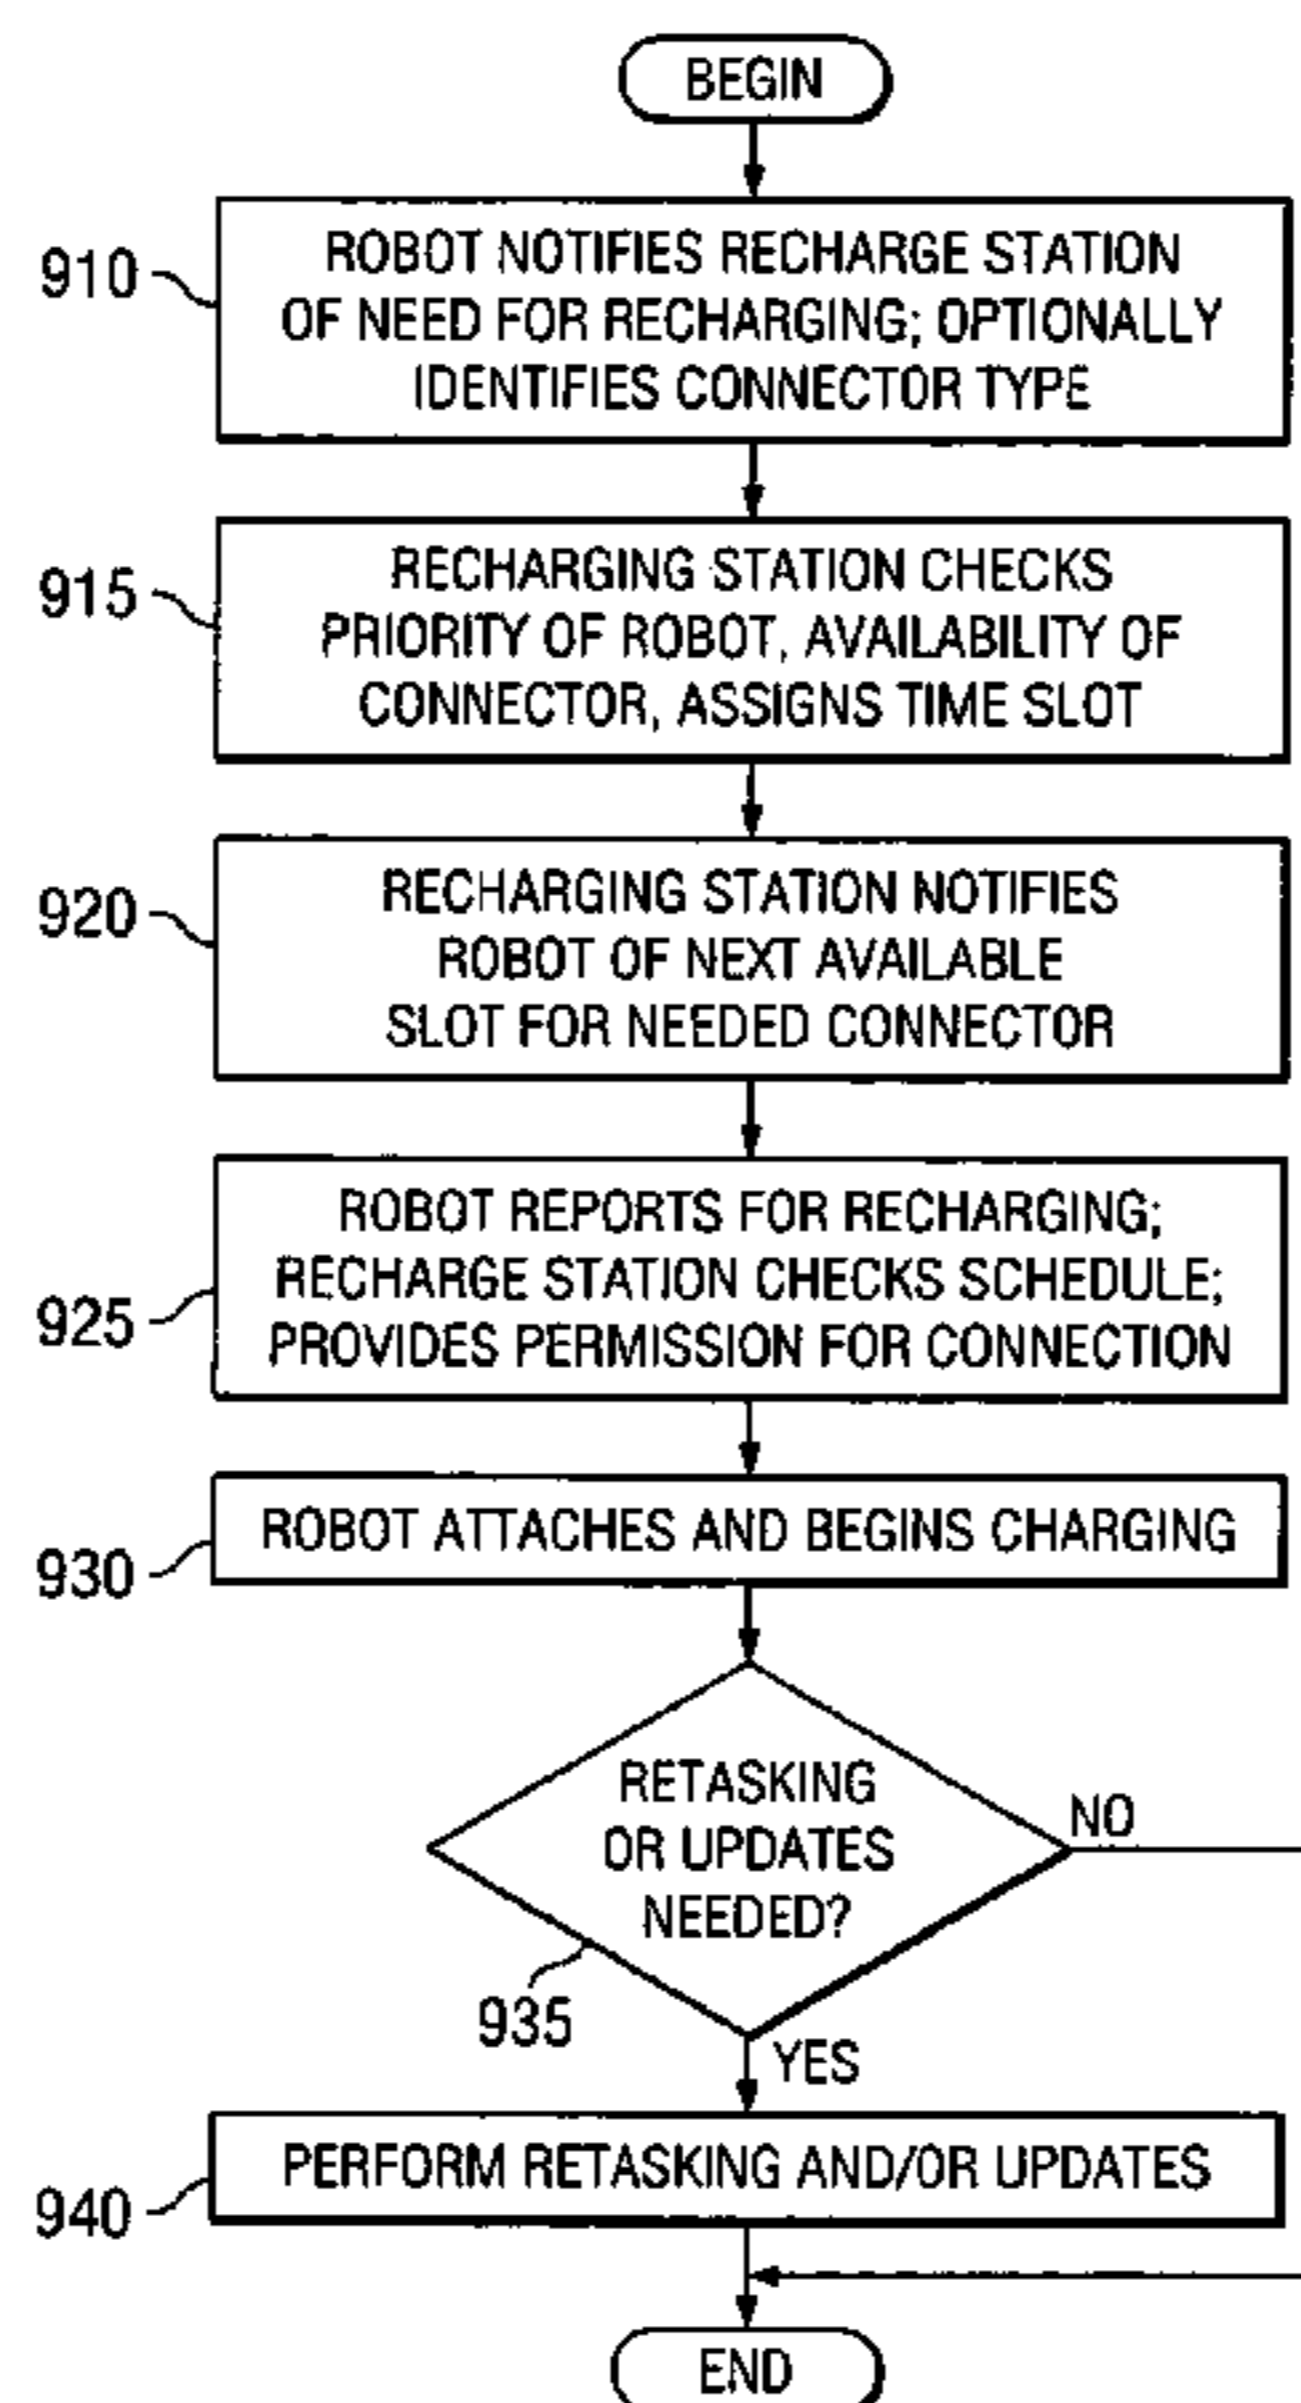 BEGIN
910
ROBOT NOTIFIES RECHARGE STATION
OF NEED FOR RECHARGING; OPTIONALLY
IDENTIFIES CONNECTOR TYPE
915
RECHARGING STATION CHECKS
PRIORITY OF ROBOT, AVAILABILITY OF
CONNECTOR, ASSIGNS TIME SLOT
920
RECHARGING STATION NOTIFIES
ROBOT OF NEXT AVAILABLE
SLOT FOR NEEDED CONNECTOR
925
ROBOT REPORTS FOR RECHARGING;
RECHARGE STATION CHECKS SCHEDULE;
PROVIDES PERMISSION FOR CONNECTION
930
ROBOT ATTACHES AND BEGINS CHARGING
RETASKING
OR UPDATES
NEEDED?
NO
935
YES
940
PERFORM RETASKING AND/OR UPDATES
END